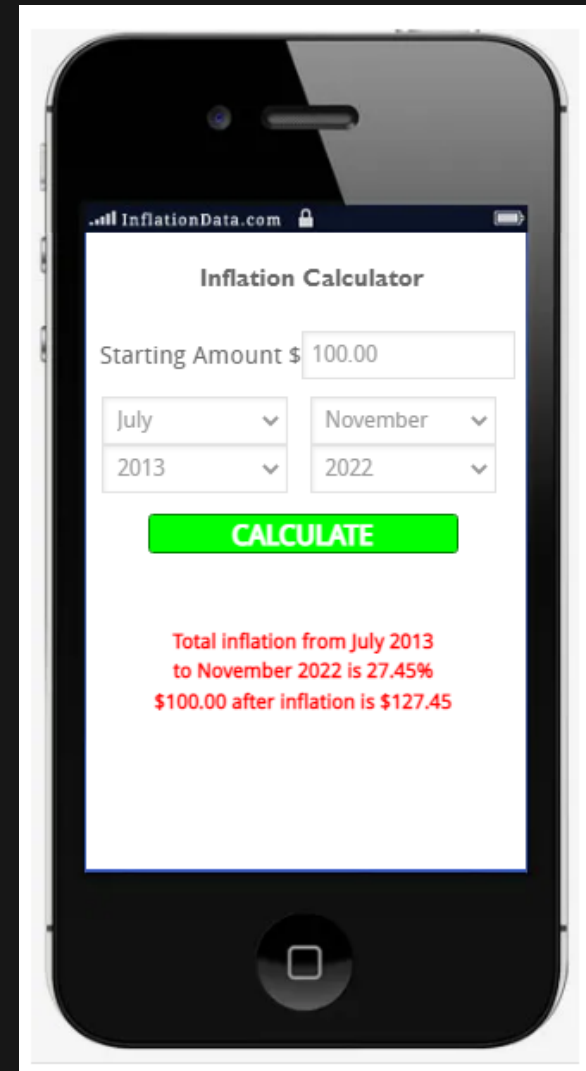 InflationData.com
Inflation Calculator
Starting Amount $ 100.00
July November
2013 2022
CALCULATE
Total inflation from July 2013
to November 2022 is 27.45%
$100.00 after inflation is $127.45